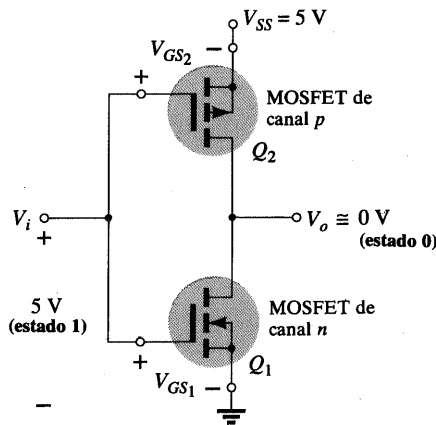 V_SS = 5 V
V_GS2 −
+
MOSFET de
canal p
Q2
V_i
+
V_o ≅ 0 V
(estado 0)
5 V
(estado 1)
MOSFET de
canal n
+
Q1
V_GS1 −
−